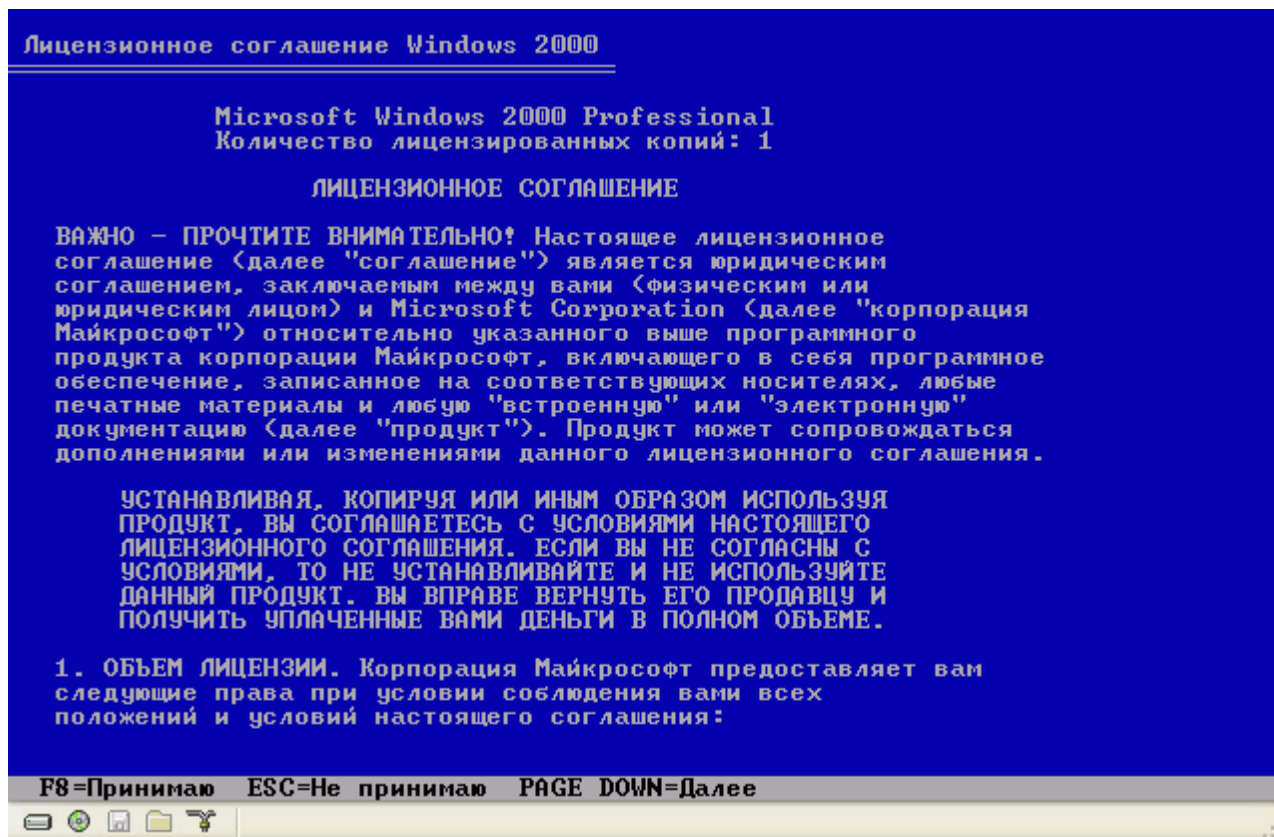 Лицензионное соглашение Windows 2000
Microsoft Windows 2000 Professional
Количество лицензированных копий: 1
ЛИЦЕНЗИОННОЕ СОГЛАШЕНИЕ
ВАЖНО – ПРОЧТИТЕ ВНИМАТЕЛЬНО! Настоящее лицензионное
соглашение (далее "соглашение") является юридическим
соглашением, заключаемым между вами (физическим или
юридическим лицом) и Microsoft Corporation (далее "корпорация
Майкрософт") относительно указанного выше программного
продукта корпорации Майкрософт, включающего в себя программное
обеспечение, записанное на соответствующих носителях, любые
печатные материалы и любую "встроенную" или "электронную"
документацию (далее "продукт"). Продукт может сопровождаться
дополнениями или изменениями данного лицензионного соглашения.
УСТАНАВЛИВАЯ, КОПИРУЯ ИЛИ ИНЫМ ОБРАЗОМ ИСПОЛЬЗУЯ
ПРОДУКТ, ВЫ СОГЛАШАЕТЕСЬ С УСЛОВИЯМИ НАСТОЯЩЕГО
ЛИЦЕНЗИОННОГО СОГЛАШЕНИЯ. ЕСЛИ ВЫ НЕ СОГЛАСНЫ С
УСЛОВИЯМИ, ТО НЕ УСТАНАВЛИВАЙТЕ И НЕ ИСПОЛЬЗУЙТЕ
ДАННЫЙ ПРОДУКТ. ВЫ ВПРАВЕ ВЕРНУТЬ ЕГО ПРОДАВЦУ И
ПОЛУЧИТЬ УПЛАЧЕННЫЕ ВАМИ ДЕНЬГИ В ПОЛНОМ ОБЪЕМЕ.
1. ОБЪЕМ ЛИЦЕНЗИИ. Корпорация Майкрософт предоставляет вам
следующие права при условии соблюдения вами всех
положений и условий настоящего соглашения:
F8=Принимаю ESC=Не принимаю PAGE DOWN=Далее